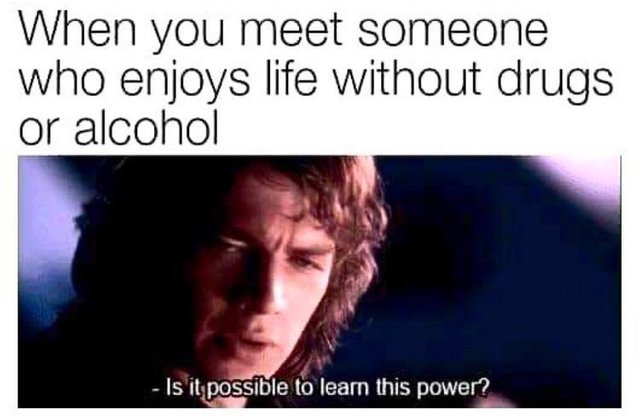 When you meet someone
who enjoys life without drugs
or alcohol
- Is it possible to learn this power?